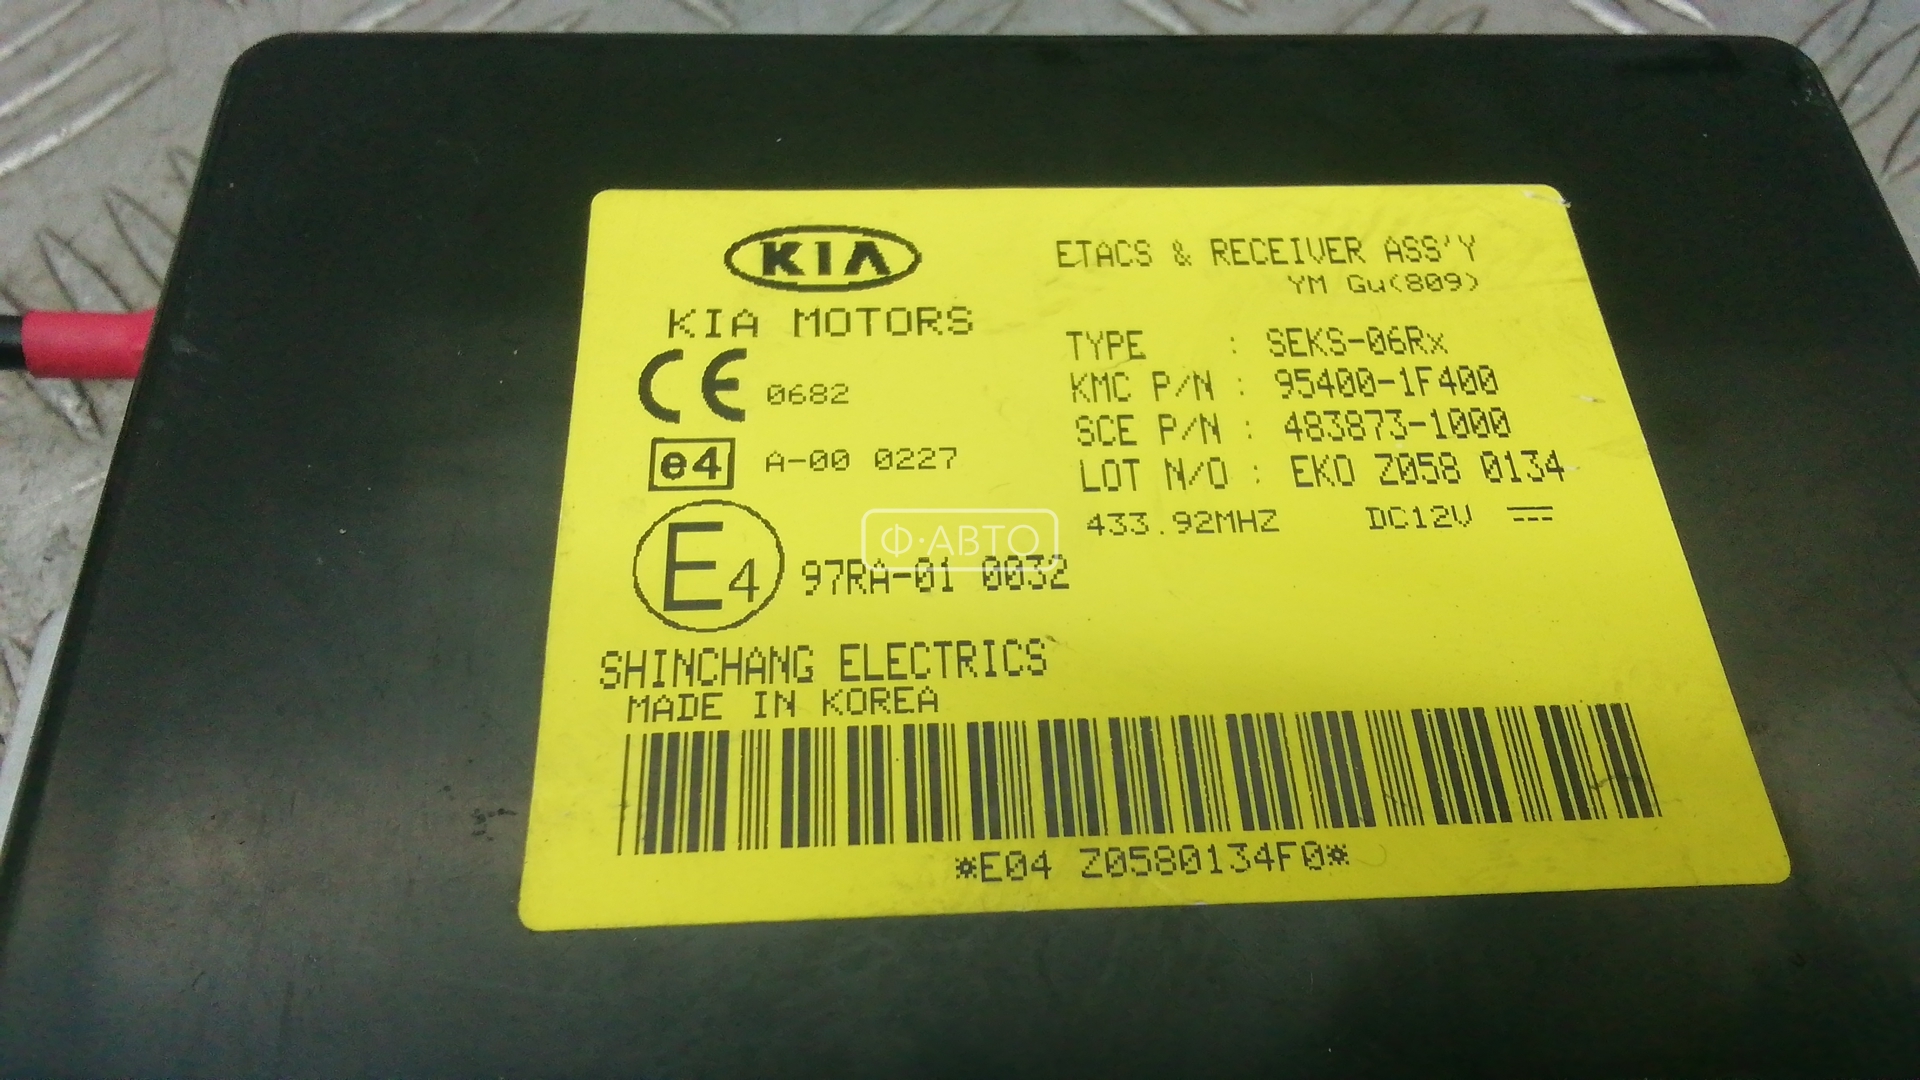 KIA
KIA MOTORS
CE 0682
e4 A-00 0227
E4 97RA-01 0032
ETACS & RECEIVER ASS'Y
YM Gu(809)
TYPE : SEKS-06Rx
KMC P/N : 95400-1F400
SCE P/N : 483873-1000
LOT N/O : EKO Z058 0134
433.92MHZ DC12V
Ф·АВТО
SHINCHANG ELECTRICS
MADE IN KOREA
*E04 Z0580134F0*